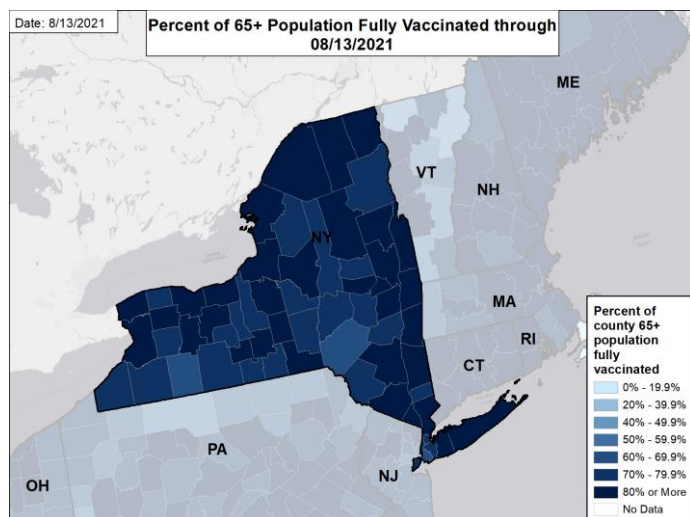 Date: 8/13/2021
Percent of 65+ Population Fully Vaccinated through
08/13/2021
ME
VT
NH
NY
MA
RI
CT
PA
NJ
OH
Percent of
county 65+
population
fully
vaccinated
0% - 19.9%
20% - 39.9%
40% - 49.9%
50% - 59.9%
60% - 69.9%
70% - 79.9%
80% or More
No Data